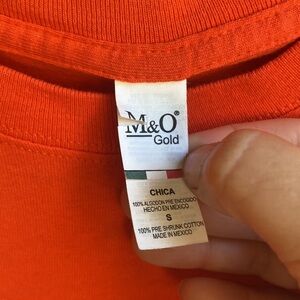 M&O®
Gold
CHICA
100% ALGODON PRE ENCOGIDO
HECHO EN MEXICO
S
100% PRE SHRUNK COTTON
MADE IN MEXICO